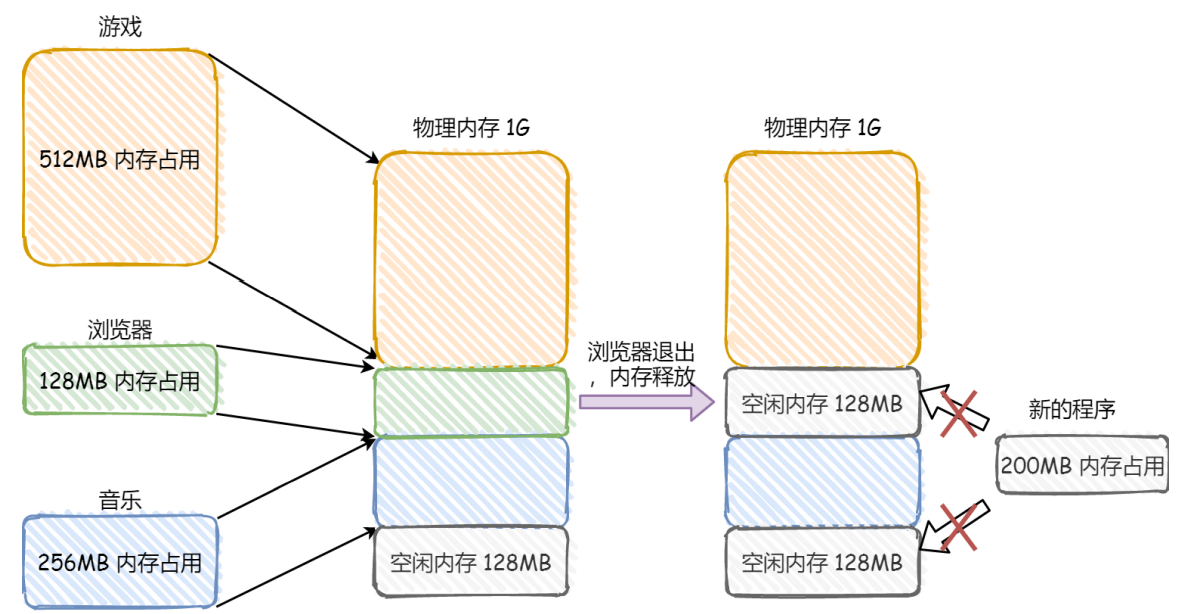 游戏
512MB 内存占用
浏览器
128MB 内存占用
音乐
256MB 内存占用
物理内存 1G
空闲内存 128MB
浏览器退出
，内存释放
物理内存 1G
空闲内存 128MB
空闲内存 128MB
新的程序
200MB 内存占用